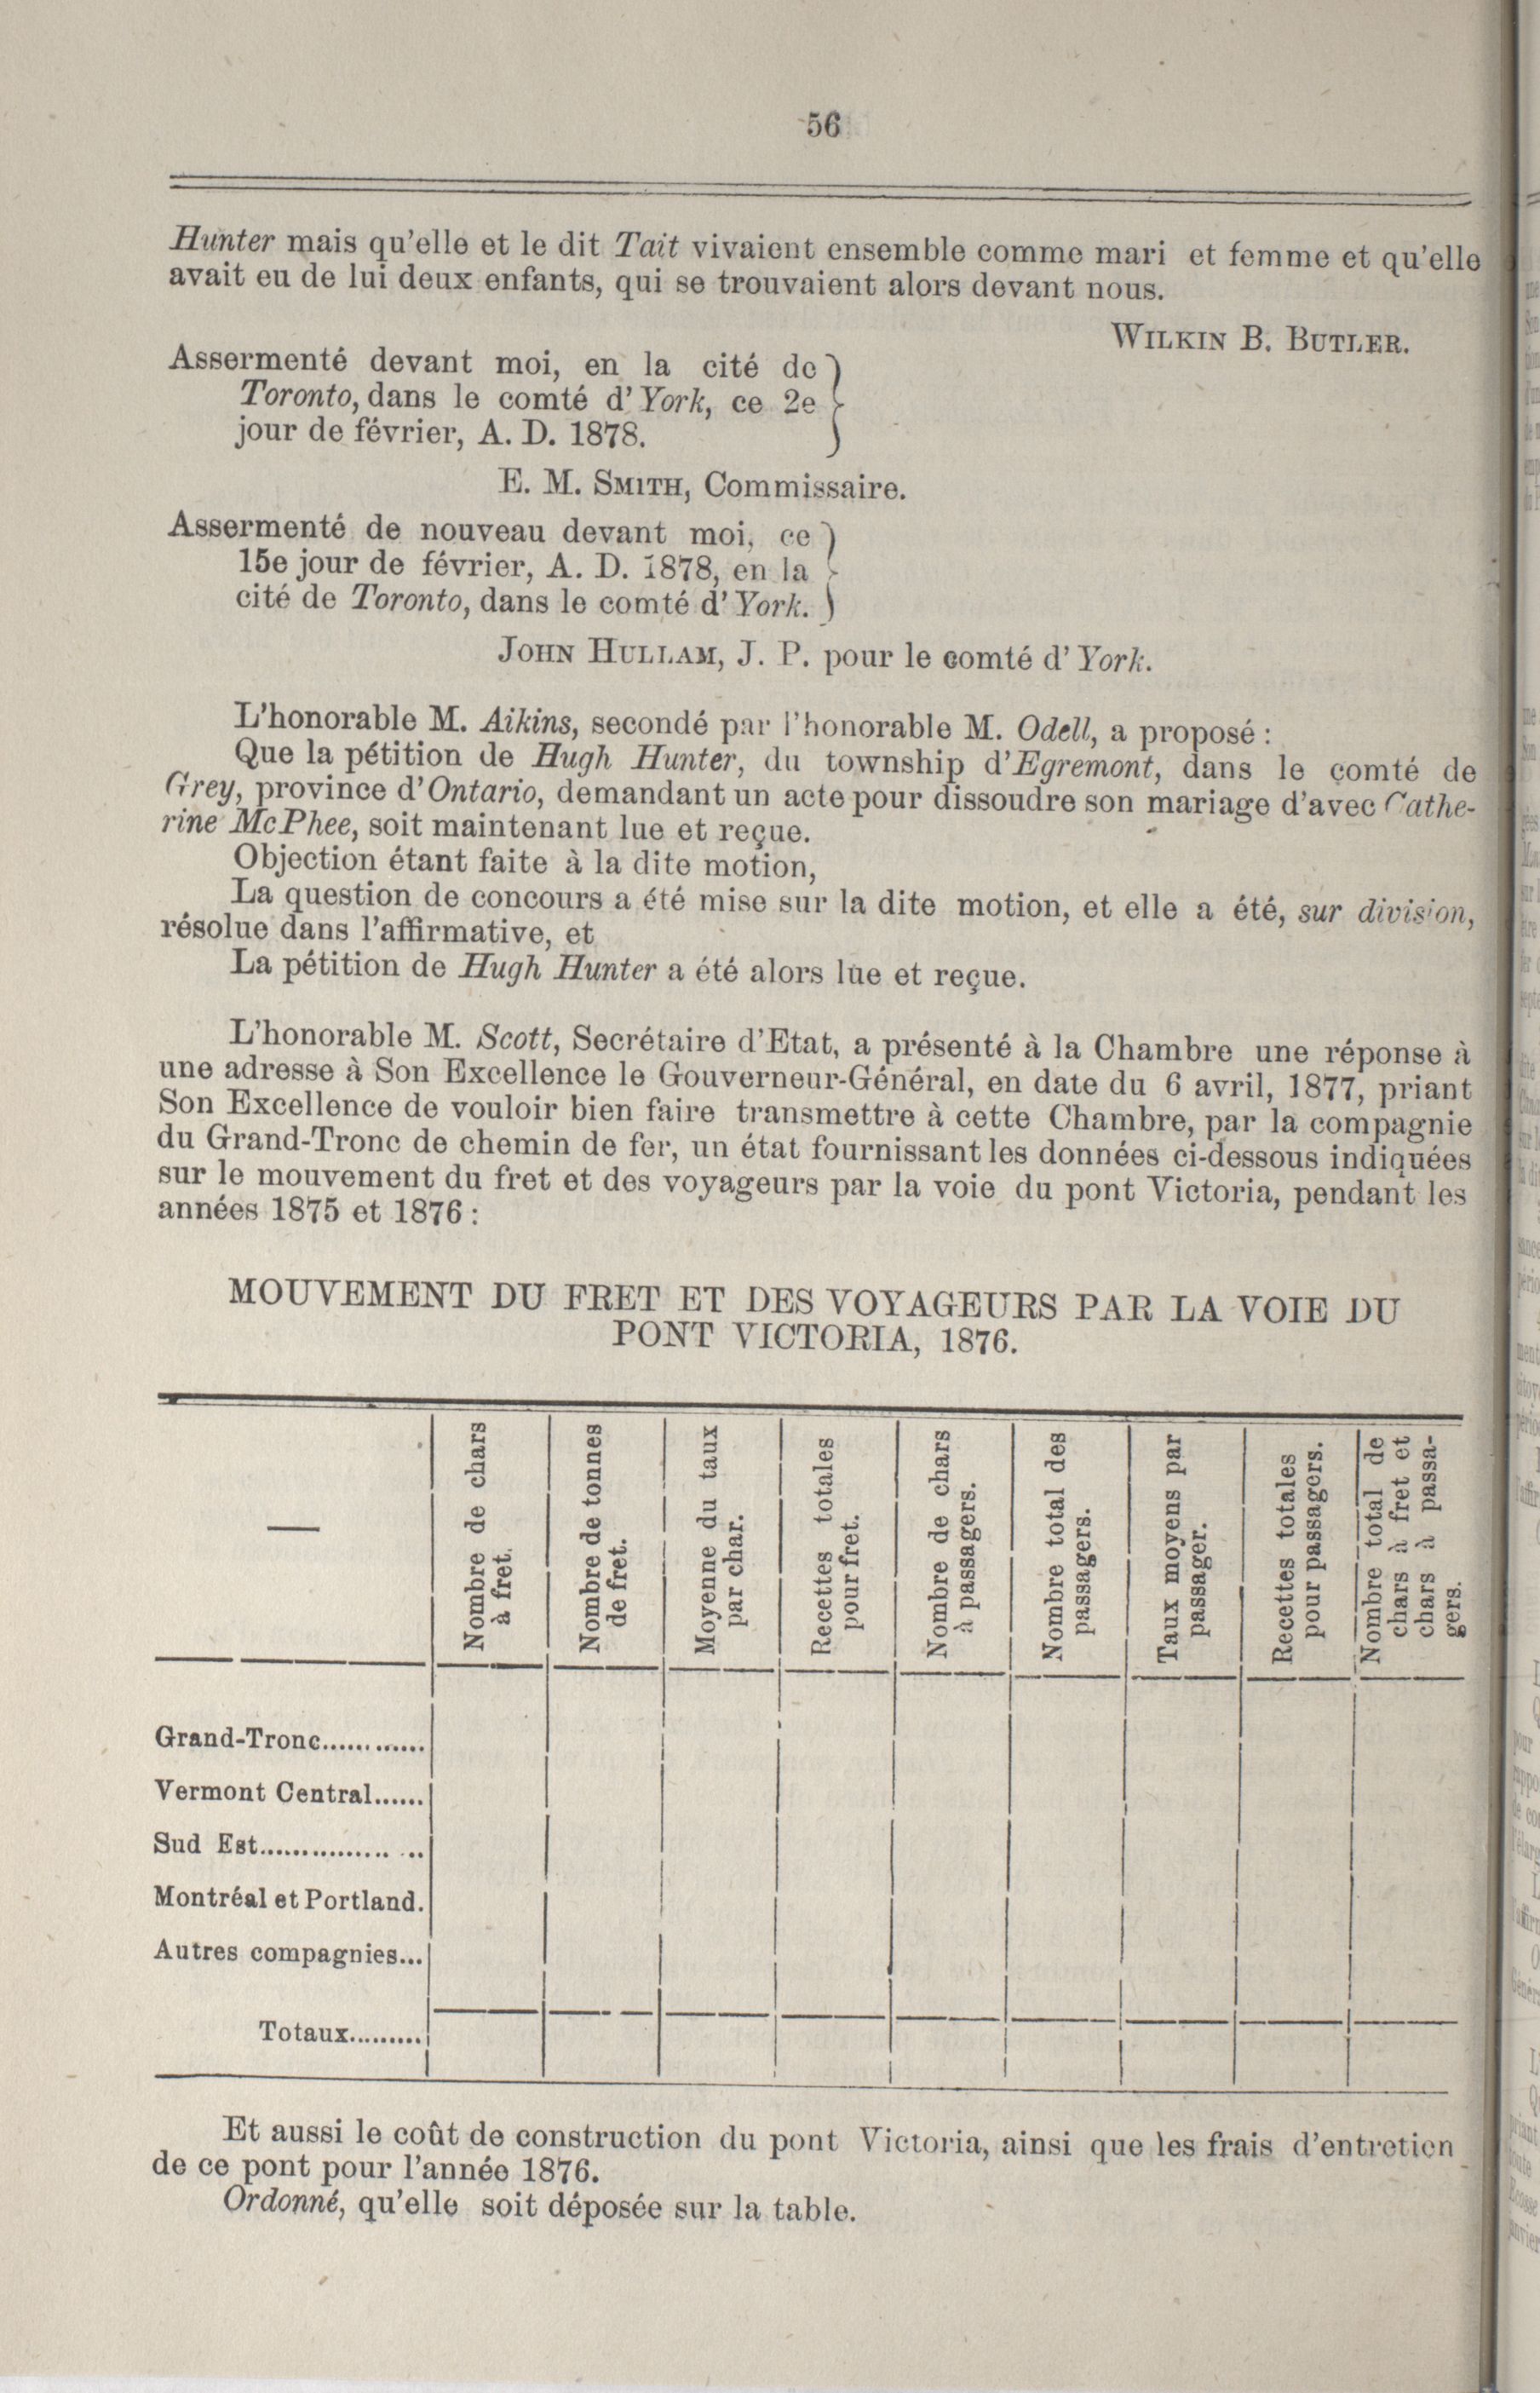 56
Hunter mais qu'elle et le dit Tait vivaient ensemble comme mari et femme et qu'elle
avait eu de lui deux enfants, qui se trouvaient alors devant nous.
WILKIN B. BUTLER.
Assermenté devant moi, en la cité de
Toronto, dans le comté d'York, ce 2e
jour de février, A. D. 1878.
E. M. SMITH, Commissaire.
Assermenté de nouveau devant moi, ce
15e jour de février, A. D. 1878, en la
cité de Toronto, dans le comté d'York.
JOHN HULLAM, J. P. pour le comté d'York.
L'honorable M. Aikins, secondé par l'honorable M. Odell, a proposé :
Que la pétition de Hugh Hunter, du township d'Egremont, dans le comté de
Grey, province d'Ontario, demandant un acte pour dissoudre son mariage d'avec Cathe-
rine McPhee, soit maintenant lue et reçue.
Objection étant faite à la dite motion,
La question de concours a été mise sur la dite motion, et elle a été, sur division,
résolue dans l'affirmative, et
La pétition de Hugh Hunter a été alors lue et reçue.
L'honorable M. Scott, Secrétaire d'Etat, a présenté à la Chambre une réponse à
une adresse à Son Excellence le Gouverneur-Général, en date du 6 avril, 1877, priant
Son Excellence de vouloir bien faire transmettre à cette Chambre, par la compagnie
du Grand-Tronc de chemin de fer, un état fournissant les données ci-dessous indiquées
sur le mouvement du fret et des voyageurs par la voie du pont Victoria, pendant les
années 1875 et 1876 :
MOUVEMENT DU FRET ET DES VOYAGEURS PAR LA VOIE DU
PONT VICTORIA, 1876.
—
Nombre de chars
à fret.
Nombre de tonnes
de fret.
Moyenne du taux
par char.
Recettes totales
pour fret.
Nombre de chars
à passagers.
Nombre total des
passagers.
Taux moyens par
passager.
Recettes totales
pour passagers.
Nombre total de
chars à fret et
chars à passa-
gers.
Grand-Tronc............
Vermont Central......
Sud Est..................
Montréal et Portland.
Autres compagnies...
Totaux.........
Et aussi le coût de construction du pont Victoria, ainsi que les frais d'entretien
de ce pont pour l'année 1876.
Ordonné, qu'elle soit déposée sur la table.